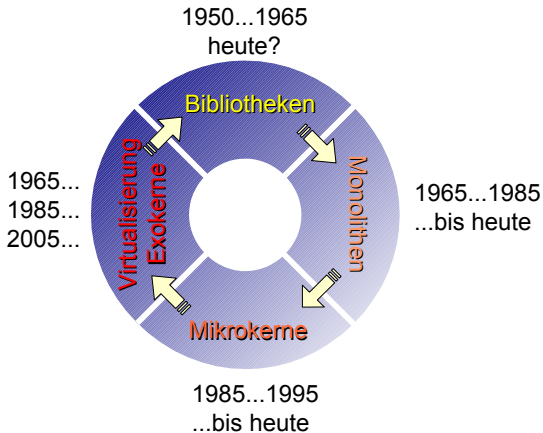 1950...1965
heute?
Bibliotheken
Monolithen
1965...1985
...bis heute
Mikrokerne
1985...1995
...bis heute
Virtualisierung
Exokerne
1965...
1985...
2005...